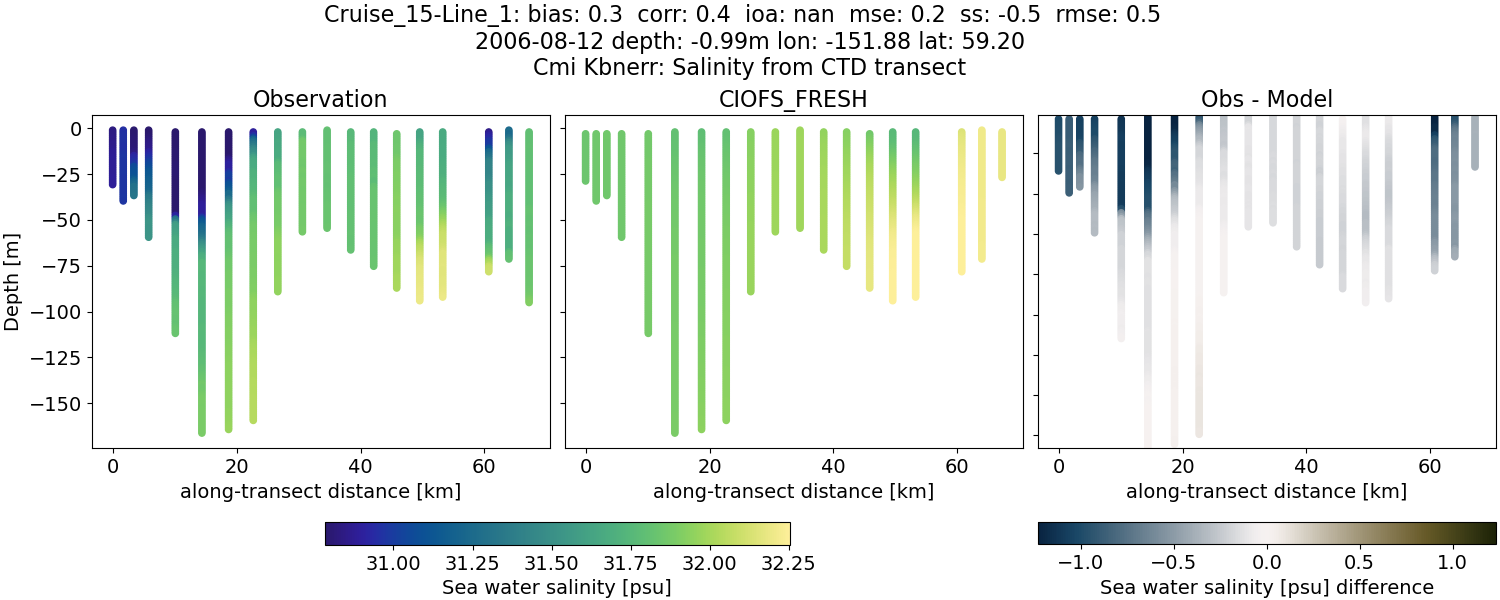 Cruise_15-Line_1: bias: 0.3  corr: 0.4  ioa: nan  mse: 0.2  ss: -0.5  rmse: 0.5
2006-08-12 depth: -0.99m lon: -151.88 lat: 59.20
Cmi Kbnerr: Salinity from CTD transect
Observation
CIOFS_FRESH
Obs - Model
Depth [m]
0
−25
−50
−75
−100
−125
−150
0 20 40 60
0 20 40 60
0 20 40 60
along-transect distance [km]
along-transect distance [km]
along-transect distance [km]
31.00 31.25 31.50 31.75 32.00 32.25
Sea water salinity [psu]
−1.0 −0.5 0.0 0.5 1.0
Sea water salinity [psu] difference